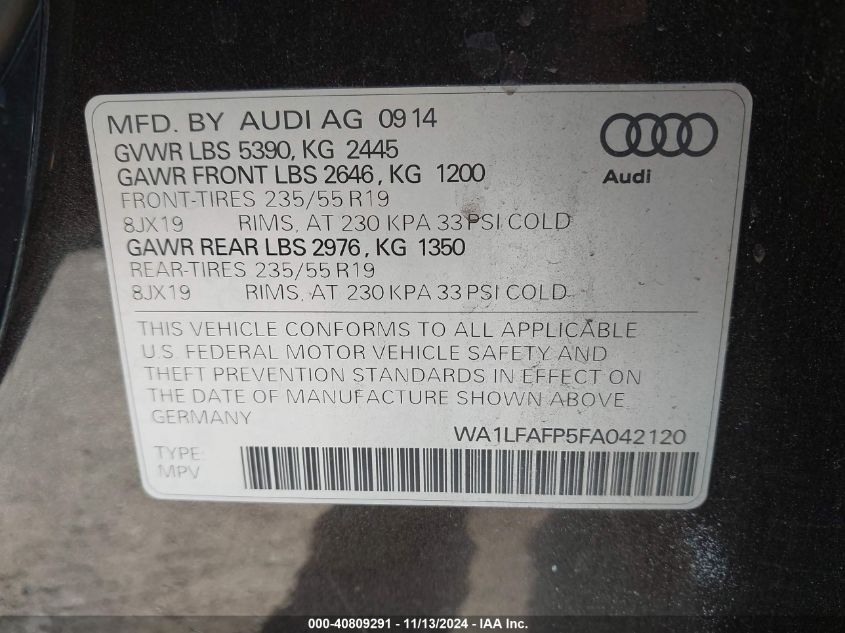 MFD. BY AUDI AG 09 14
GVWR LBS 5390, KG 2445
GAWR FRONT LBS 2646, KG 1200
FRONT-TIRES 235/55 R19
8JX19 RIMS, AT 230 KPA 33 PSI COLD
GAWR REAR LBS 2976, KG 1350
REAR-TIRES 235/55 R19
8JX19 RIMS, AT 230 KPA 33 PSI COLD
Audi
THIS VEHICLE CONFORMS TO ALL APPLICABLE
U.S. FEDERAL MOTOR VEHICLE SAFETY AND
THEFT PREVENTION STANDARDS IN EFFECT ON
THE DATE OF MANUFACTURE SHOWN ABOVE.
GERMANY
WA1LFAFP5FA042120
TYPE:
MPV
000-40809291 - 11/13/2024 - IAA Inc.